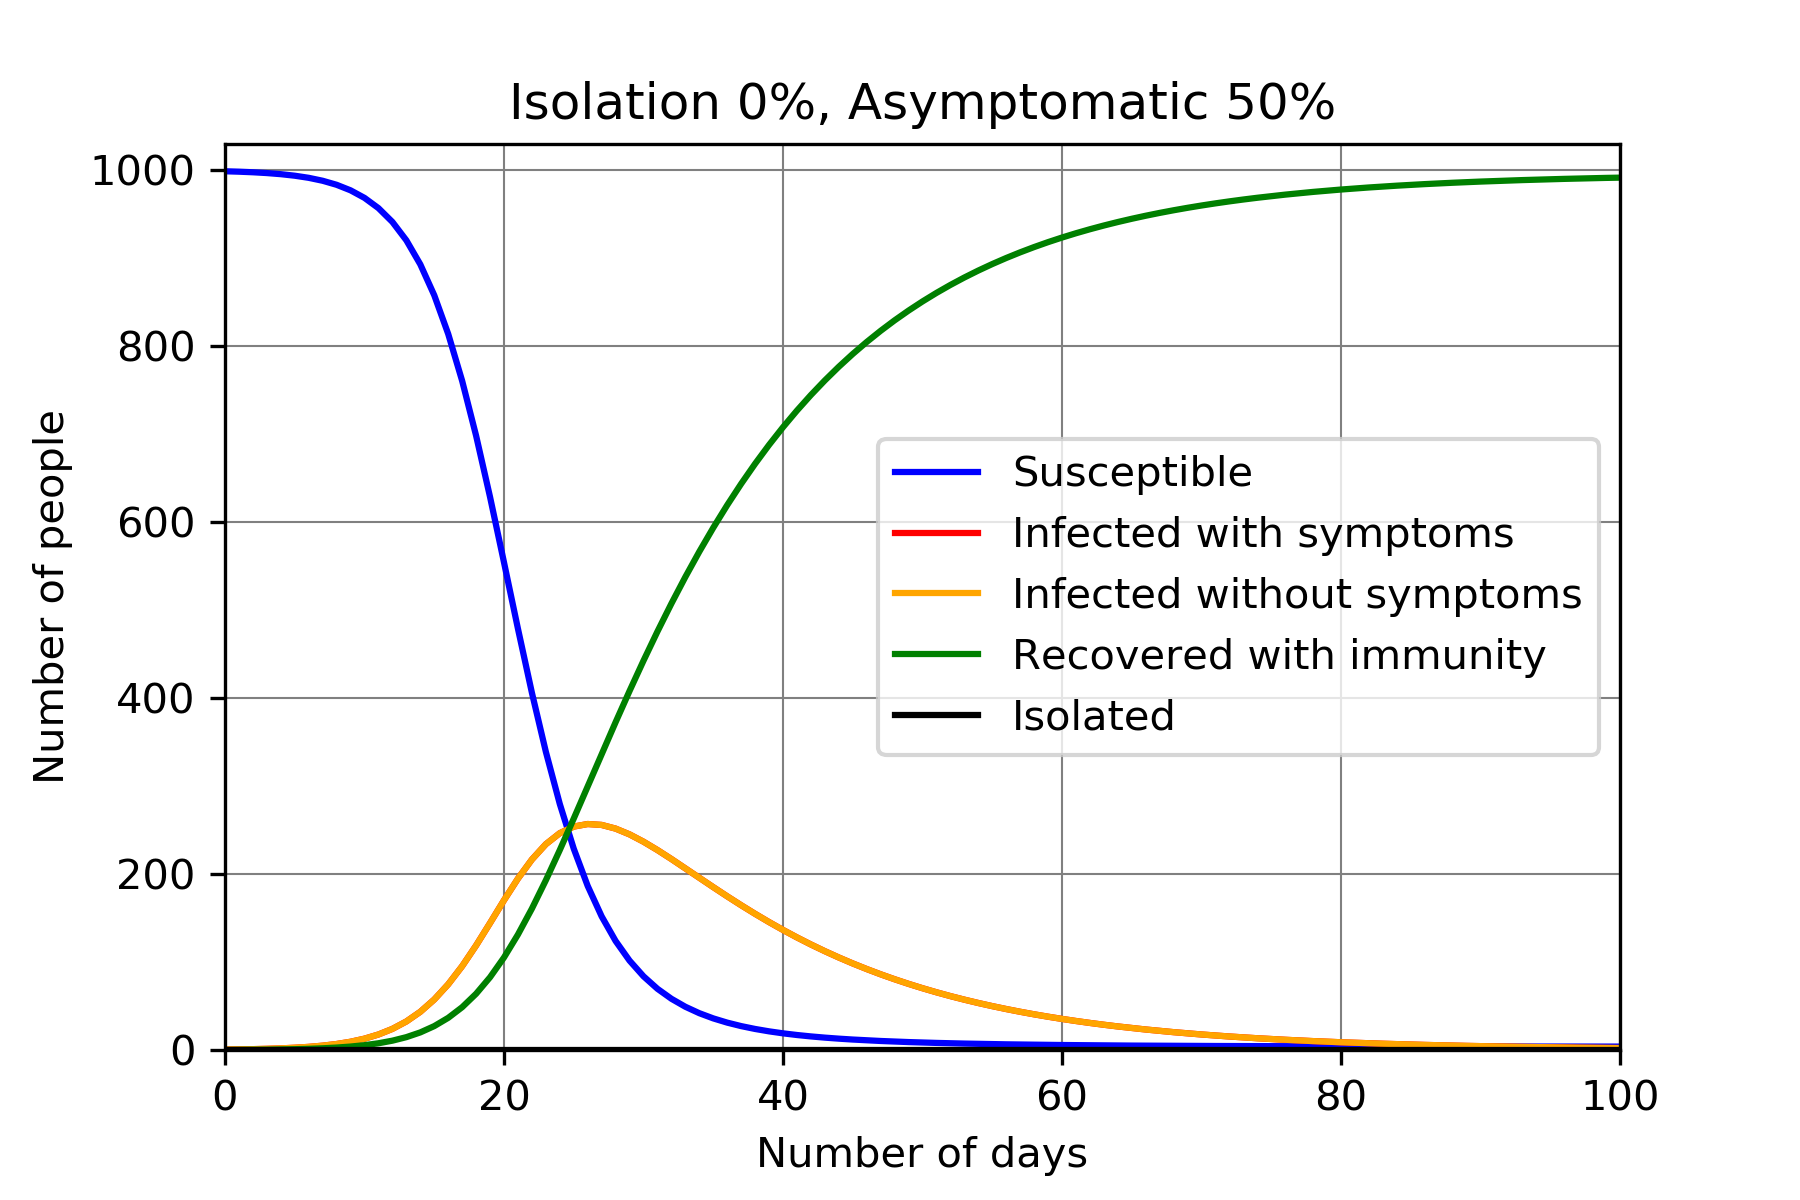 Isolation 0%, Asymptomatic 50%
1000
800
600
400
200
0
Number of people
Susceptible
Infected with symptoms
Infected without symptoms
Recovered with immunity
Isolated
0 20 40 60 80 100
Number of days